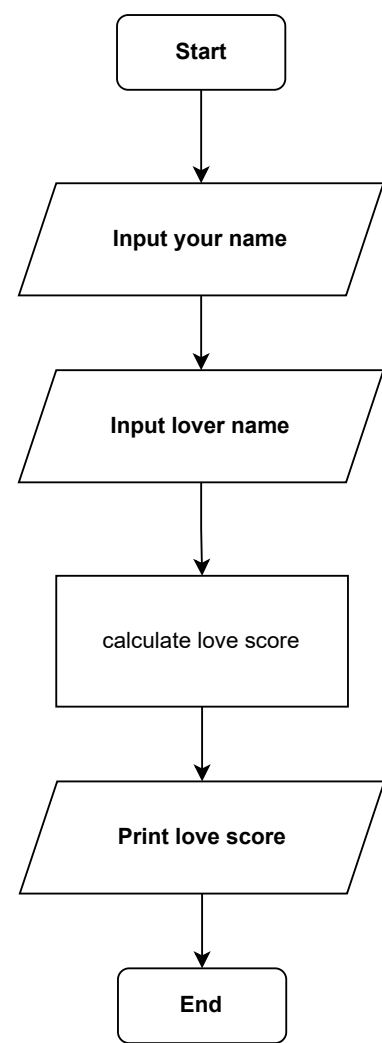 Start
Input your name
Input lover name
calculate love score
Print love score
End